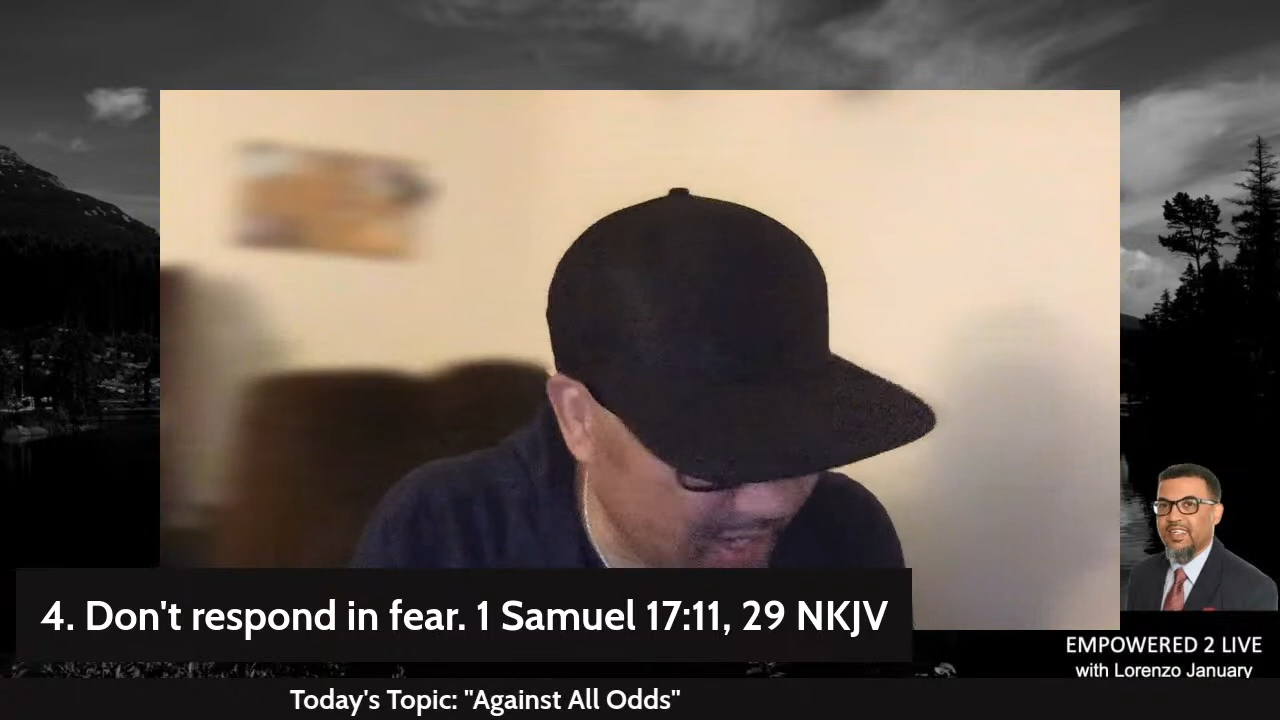 4. Don't respond in fear. 1 Samuel 17:11, 29 NKJV
EMPOWERED 2 LIVE
with Lorenzo January
Today's Topic: "Against All Odds"